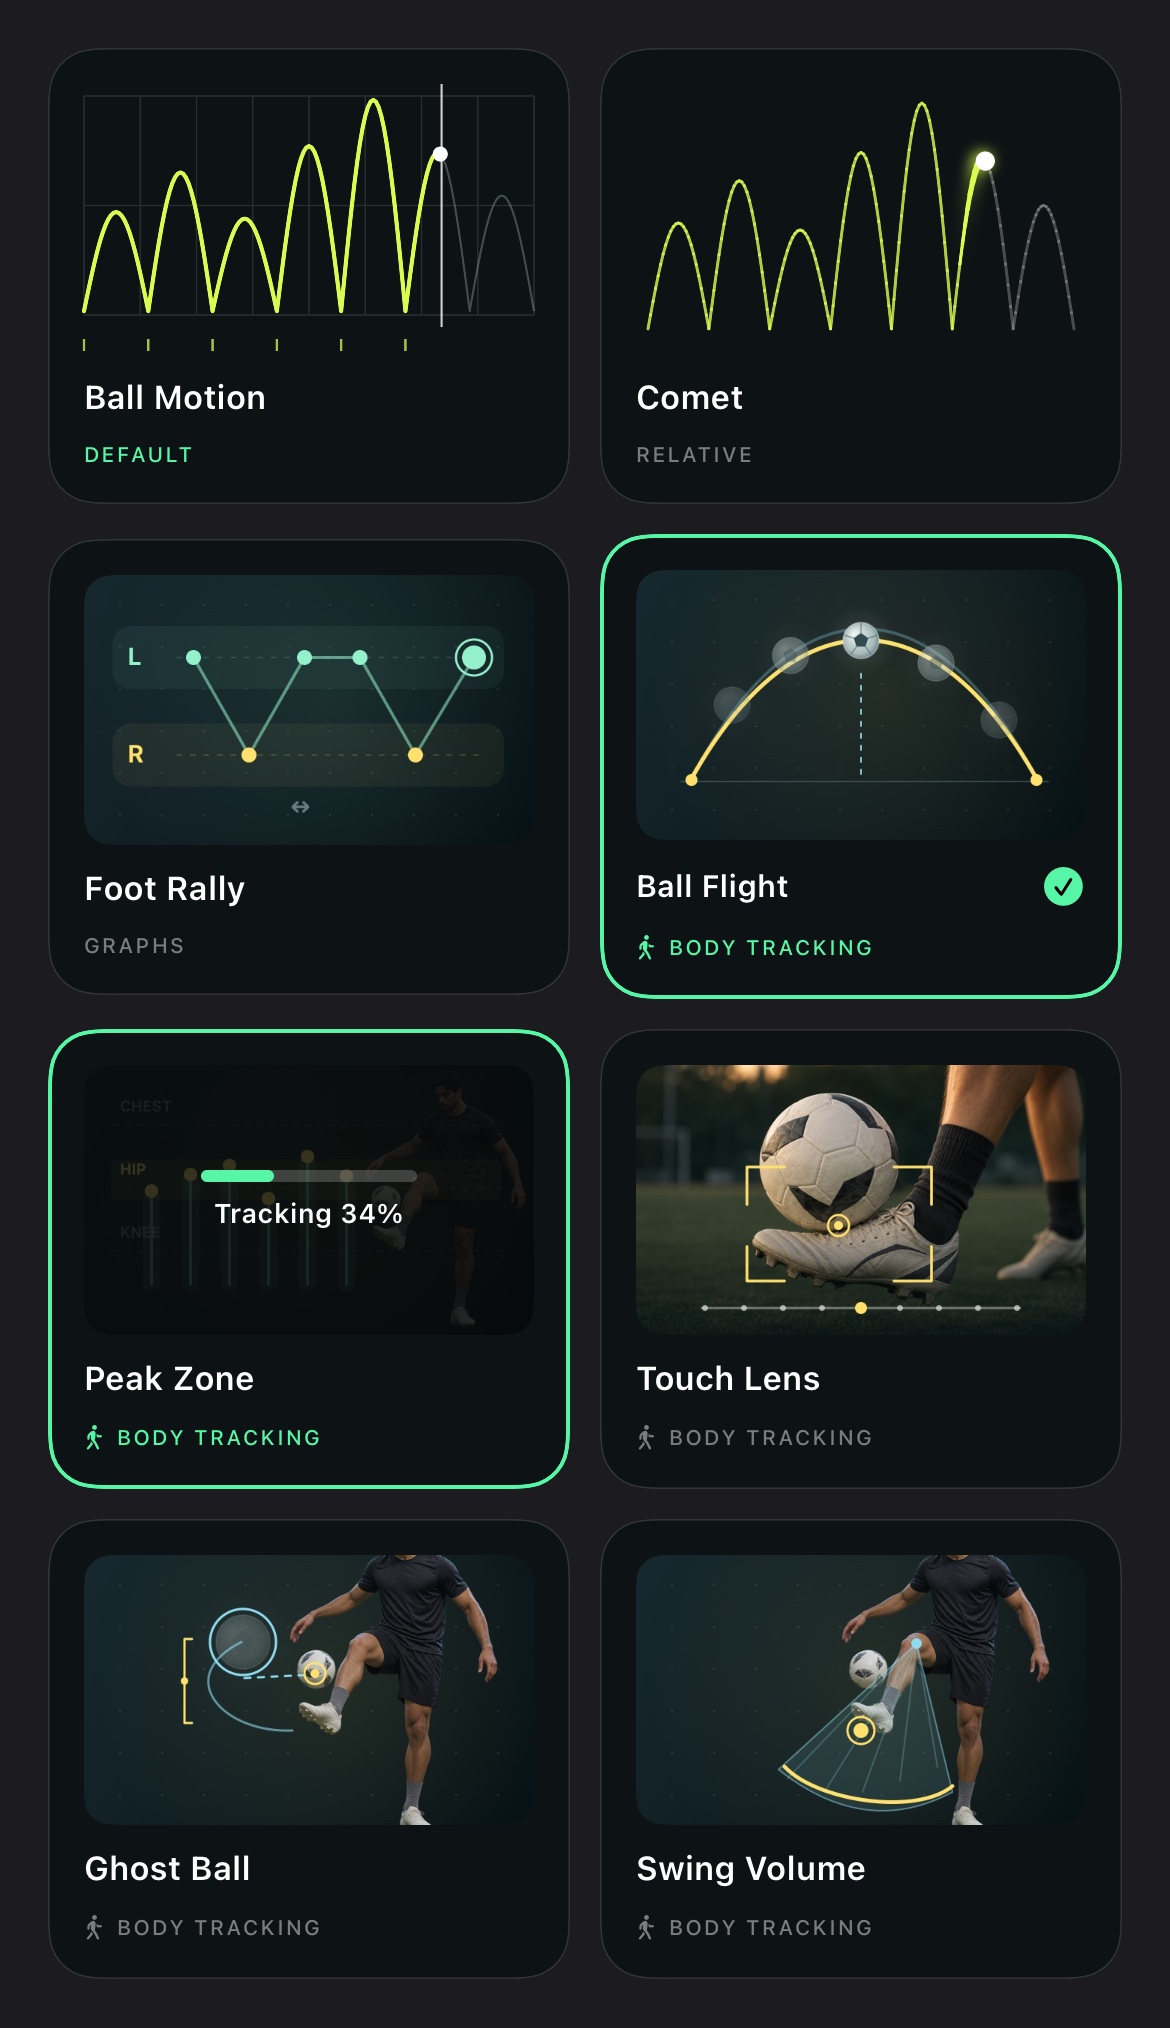 Ball Motion
DEFAULT
Comet
RELATIVE
L
R
Foot Rally
GRAPHS
Ball Flight
BODY TRACKING
CHEST
HIP
KNEE
Tracking 34%
Peak Zone
BODY TRACKING
Touch Lens
BODY TRACKING
Ghost Ball
BODY TRACKING
Swing Volume
BODY TRACKING